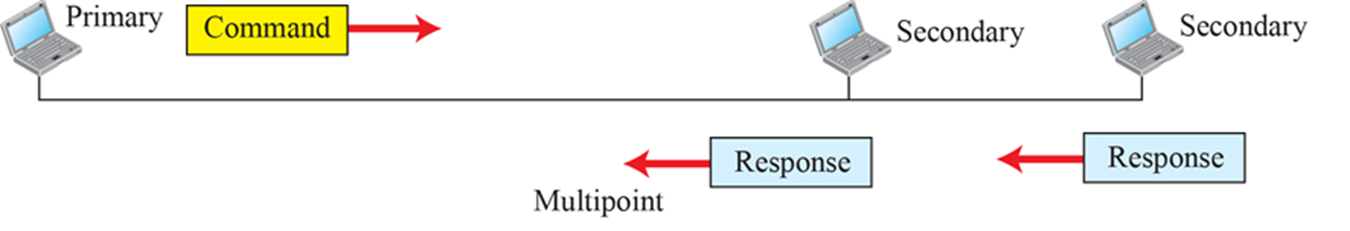 Primary
Command
Secondary
Secondary
Response
Response
Multipoint